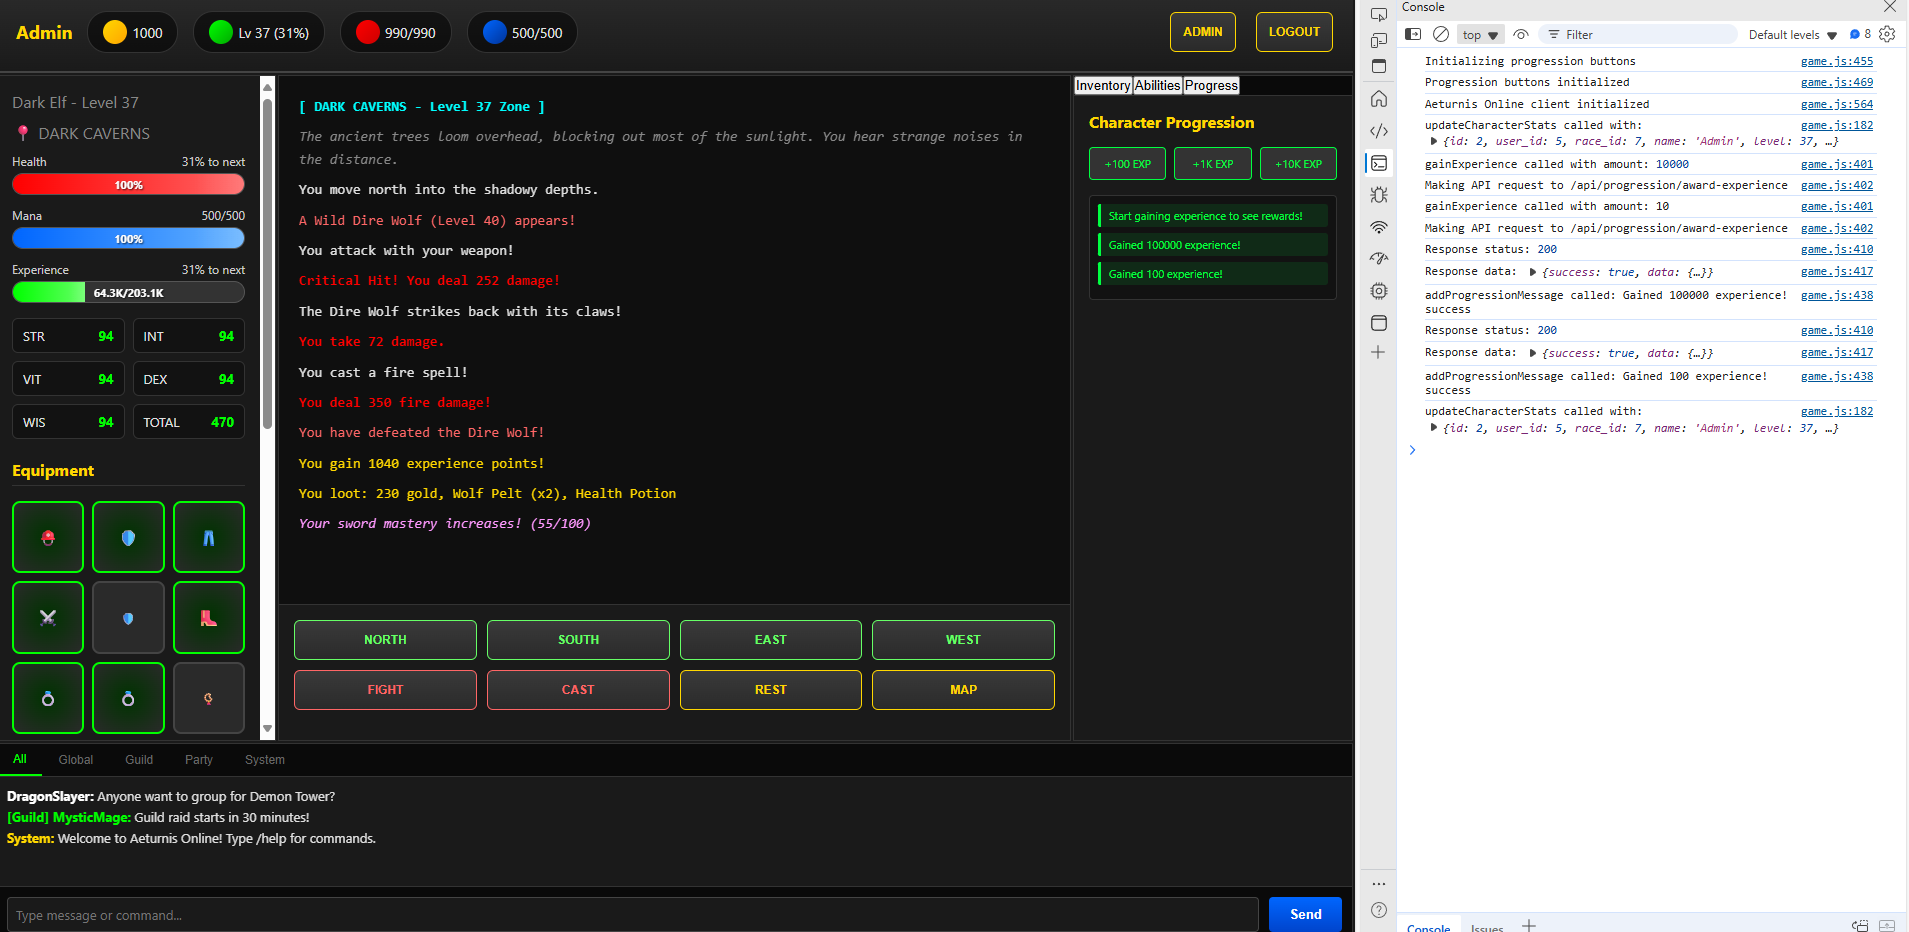 Admin
1000
Lv 37 (31%)
990/990
500/500
ADMIN
LOGOUT
Dark Elf - Level 37
DARK CAVERNS
Health 31% to next
100%
Mana 500/500
100%
Experience 31% to next
64.3K/203.1K
STR 94
INT 94
VIT 94
DEX 94
WIS 94
TOTAL 470
Equipment
[ DARK CAVERNS - Level 37 Zone ]
The ancient trees loom overhead, blocking out most of the sunlight. You hear strange noises in
the distance.
You move north into the shadowy depths.
A Wild Dire Wolf (Level 40) appears!
You attack with your weapon!
Critical Hit! You deal 252 damage!
The Dire Wolf strikes back with its claws!
You take 72 damage.
You cast a fire spell!
You deal 350 fire damage!
You have defeated the Dire Wolf!
You gain 1040 experience points!
You loot: 230 gold, Wolf Pelt (x2), Health Potion
Your sword mastery increases! (55/100)
NORTH
SOUTH
EAST
WEST
FIGHT
CAST
REST
MAP
Inventory
Abilities
Progress
Character Progression
+100 EXP
+1K EXP
+10K EXP
Start gaining experience to see rewards!
Gained 100000 experience!
Gained 100 experience!
All
Global
Guild
Party
System
DragonSlayer: Anyone want to group for Demon Tower?
[Guild] MysticMage: Guild raid starts in 30 minutes!
System: Welcome to Aeturnis Online! Type /help for commands.
Type message or command...
Send
Console
top
Filter
Default levels
8
Initializing progression buttons game.js:455
Progression buttons initialized game.js:469
Aeturnis Online client initialized game.js:564
updateCharacterStats called with: game.js:182
{id: 2, user_id: 5, race_id: 7, name: 'Admin', level: 37, …}
gainExperience called with amount: 10000 game.js:401
Making API request to /api/progression/award-experience game.js:402
gainExperience called with amount: 10 game.js:401
Making API request to /api/progression/award-experience game.js:402
Response status: 200 game.js:410
Response data: {success: true, data: {…}} game.js:417
addProgressionMessage called: Gained 100000 experience! game.js:438
success
Response status: 200 game.js:410
Response data: {success: true, data: {…}} game.js:417
addProgressionMessage called: Gained 100 experience! game.js:438
success
updateCharacterStats called with: game.js:182
{id: 2, user_id: 5, race_id: 7, name: 'Admin', level: 37, …}
Console
Issues